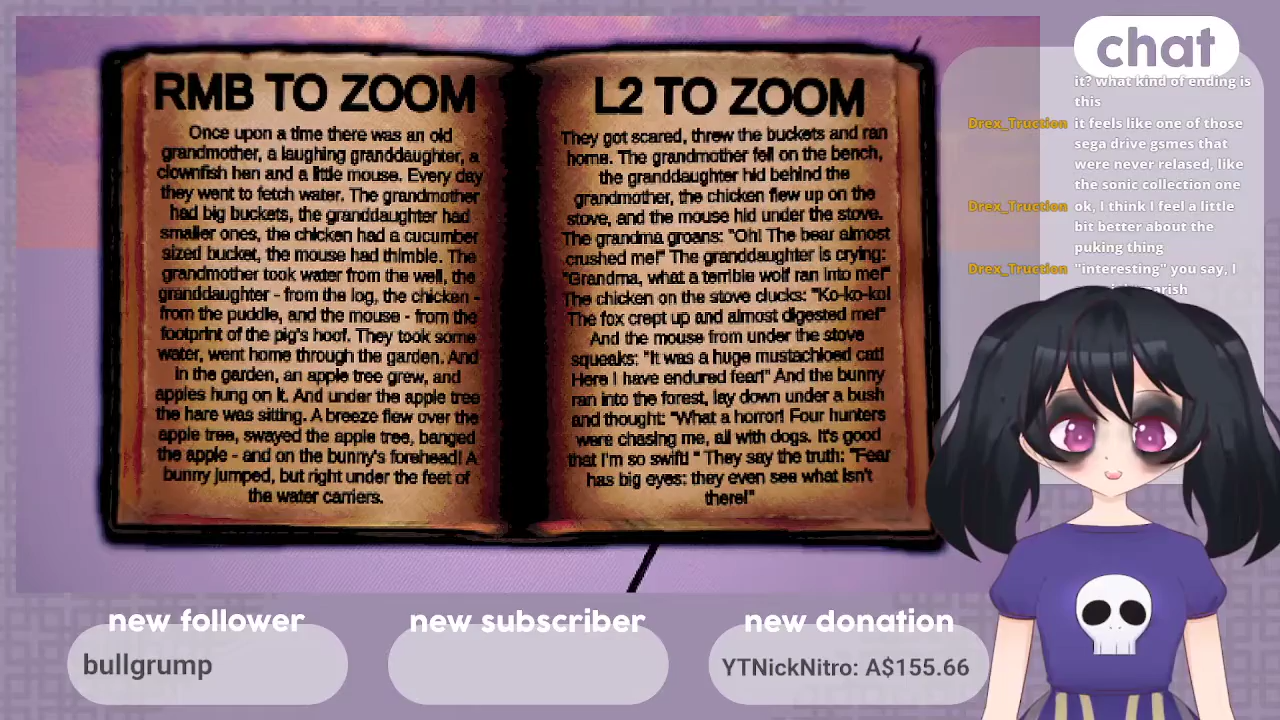 RMB TO ZOOM
Once upon a time there was an old
grandmother, a laughing granddaughter, a
clownfish hen and a little mouse. Every day
they went to fetch water. The grandmother
had big buckets, the granddaughter had
smaller ones, the chicken had a cucumber
sized bucket, the mouse had thimble. The
grandmother took water from the well, the
granddaughter - from the log, the chicken -
from the puddle, and the mouse - from the
footprint of the pig's hoof. They took some
water, went home through the garden. And
in the garden, an apple tree grew, and
apples hung on it. And under the apple tree
the hare was sitting. A breeze flew over the
apple tree, swayed the apple tree, banged
the apple - and on the bunny's forehead! A
bunny jumped, but right under the feet of
the water carriers.
L2 TO ZOOM
They got scared, threw the buckets and ran
home. The grandmother fell on the bench,
the granddaughter hid behind the
grandmother, the chicken flew up on the
stove, and the mouse hid under the stove.
The grandma groans: "Oh! The bear almost
crushed me!" The granddaughter is crying:
"Grandma, what a terrible wolf ran into me!"
The chicken on the stove clucks: "Ko-ko-ko!
The fox crept up and almost digested me!"
And the mouse from under the stove
squeaks: "It was a huge mustachioed cat!
Here I have endured fear!" And the bunny
ran into the forest, lay down under a bush
and thought: "What a horror! Four hunters
were chasing me, all with dogs. It's good
that I'm so swift! " They say the truth: "Fear
has big eyes: they even see what isn't
there!"
chat
it? what kind of ending is
this
Drex_Truction it feels like one of those
sega drive gsmes that
were never relased, like
the sonic collection one
Drex_Truction ok, I think I feel a little
bit better about the
puking thing
Drex_Truction "interesting" you say, I
arish
new follower
bullgrump
new subscriber
new donation
YTNickNitro: A$155.66